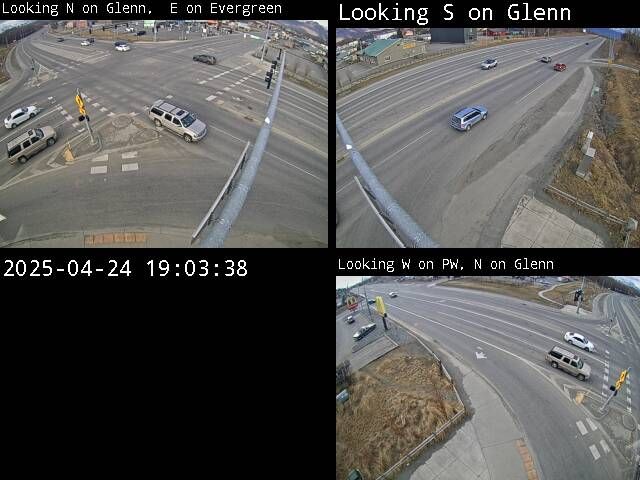 Looking N on Glenn,  E on Evergreen
Looking S on Glenn
2025-04-24 19:03:38
Looking W on PW, N on Glenn